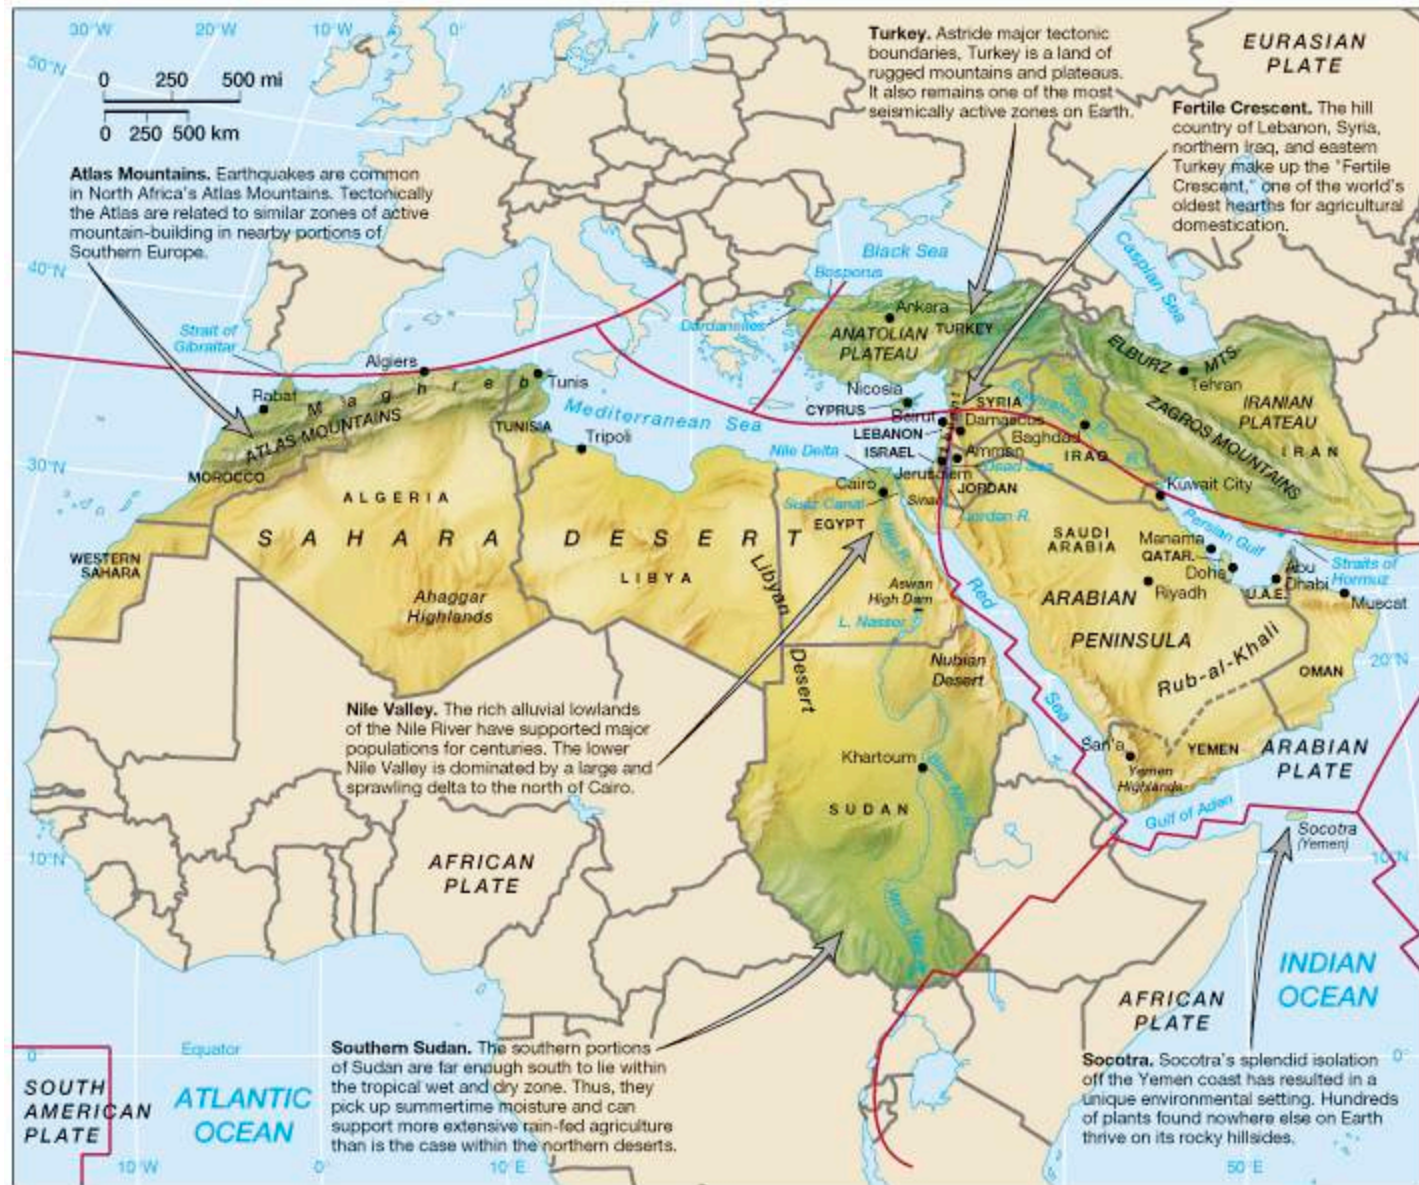 30°W
20°W
10°W
0°
50°N
40°N
30°N
0 250 500 mi
0 250 500 km
Atlas Mountains. Earthquakes are common
in North Africa's Atlas Mountains. Tectonically
the Atlas are related to similar zones of active
mountain-building in nearby portions of
Southern Europe.
Turkey. Astride major tectonic
boundaries, Turkey is a land of
rugged mountains and plateaus.
It also remains one of the most
seismically active zones on Earth.
EURASIAN
PLATE
Fertile Crescent. The hill
country of Lebanon, Syria,
northern Iraq, and eastern
Turkey make up the "Fertile
Crescent," one of the world's
oldest hearths for agricultural
domestication.
Black Sea
Caspian Sea
Bosporus
Dardanelles
Ankara
ANATOLIAN
PLATEAU
TURKEY
Strait of
Gibraltar
Algiers
Rabat
Maghreb
Tunis
ATLAS MOUNTAINS
TUNISIA
MOROCCO
Mediterranean Sea
Tripoli
Nicosia
CYPRUS
SYRIA
Euphrates R.
Beirut
Damascus
LEBANON
Baghdad
ISRAEL
Amman
IRAQ
Dead Sea
Jerusalem
JORDAN
Jordan R.
Nile Delta
Cairo
Suez Canal
Sinai
EGYPT
Nile R.
ELBURZ MTS.
Tehran
ZAGROS MOUNTAINS
IRANIAN
PLATEAU
IRAN
Kuwait City
Persian Gulf
Manama
QATAR
Doha
Abu
Dhabi
U.A.E.
Straits of
Hormuz
Muscat
SAUDI
ARABIA
Riyadh
ARABIAN
PENINSULA
Rub-al-Khali
OMAN
20°N
ALGERIA
SAHARA DESERT
LIBYA
Libyan
Desert
WESTERN
SAHARA
Ahaggar
Highlands
Aswan
High Dam
L. Nasser
Nubian
Desert
Red
Sea
Nile Valley. The rich alluvial lowlands
of the Nile River have supported major
populations for centuries. The lower
Nile Valley is dominated by a large and
sprawling delta to the north of Cairo.
Khartoum
Blue Nile R.
SUDAN
White Nile R.
San'a
YEMEN
Yemen
Highlands
ARABIAN
PLATE
Gulf of Aden
Socotra
(Yemen)
10°N
10°N
AFRICAN
PLATE
INDIAN
OCEAN
AFRICAN
PLATE
Socotra. Socotra's splendid isolation
off the Yemen coast has resulted in a
unique environmental setting. Hundreds
of plants found nowhere else on Earth
thrive on its rocky hillsides.
Southern Sudan. The southern portions
of Sudan are far enough south to lie within
the tropical wet and dry zone. Thus, they
pick up summertime moisture and can
support more extensive rain-fed agriculture
than is the case within the northern deserts.
0°
Equator
0°
SOUTH
AMERICAN
PLATE
ATLANTIC
OCEAN
10°W
0°
10°E
50°E